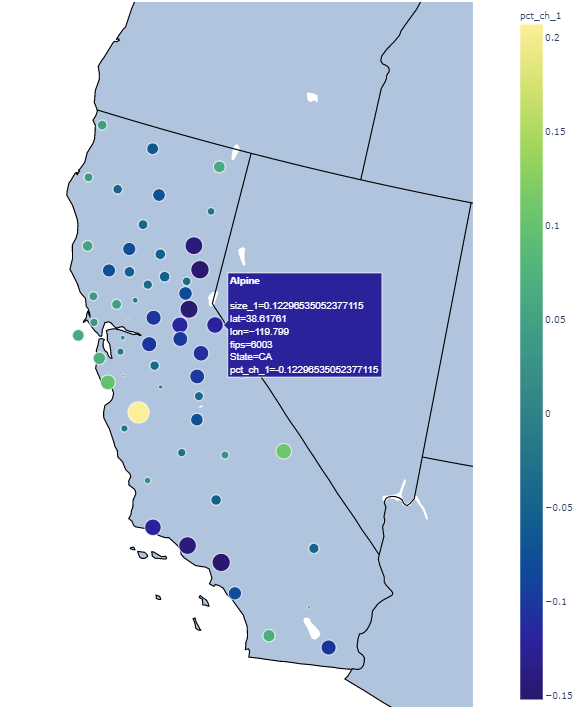 pct_ch_1
0.2
0.15
0.1
0.05
0
−0.05
−0.1
−0.15
Alpine
size_1=0.12296535052377115
lat=38.61761
lon=−119.799
fips=6003
State=CA
pct_ch_1=-0.12296535052377115